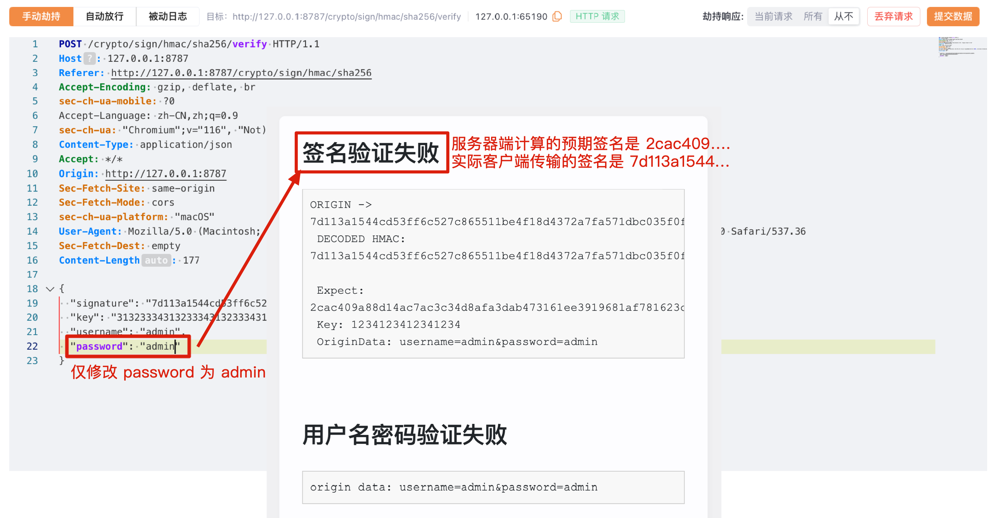 手动劫持 自动放行 被动日志 目标: http://127.0.0.1:8787/crypto/sign/hmac/sha256/verify 127.0.0.1:65190 HTTP 请求 劫持响应: 当前请求 所有 从不 丢弃请求 提交数据
1 POST /crypto/sign/hmac/sha256/verify HTTP/1.1
2 Host ? : 127.0.0.1:8787
3 Referer: http://127.0.0.1:8787/crypto/sign/hmac/sha256
4 Accept-Encoding: gzip, deflate, br
5 sec-ch-ua-mobile: ?0
6 Accept-Language: zh-CN,zh;q=0.9
7 sec-ch-ua: "Chromium";v="116", "Not)
8 Content-Type: application/json
9 Accept: */*
10 Origin: http://127.0.0.1:8787
11 Sec-Fetch-Site: same-origin
12 Sec-Fetch-Mode: cors
13 sec-ch-ua-platform: "macOS"
14 User-Agent: Mozilla/5.0 (Macintosh; 0 Safari/537.36
15 Sec-Fetch-Dest: empty
16 Content-Length auto : 177
17
18 {
19 "signature": "7d113a1544cd53ff6c52
20 "key": "31323334313233343132333431
21 "username": "admin",
22 "password": "admin"
23 }
仅修改 password 为 admin
签名验证失败
服务器端计算的预期签名是 2cac409....
实际客户端传输的签名是 7d113a1544...
ORIGIN ->
7d113a1544cd53ff6c527c865511be4f18d4372a7fa571dbc035f0f
DECODED HMAC:
7d113a1544cd53ff6c527c865511be4f18d4372a7fa571dbc035f0f
Expect:
2cac409a88d14ac7ac3c34d8afa3dab473161ee3919681af781623c
Key: 1234123412341234
OriginData: username=admin&password=admin
用户名密码验证失败
origin data: username=admin&password=admin